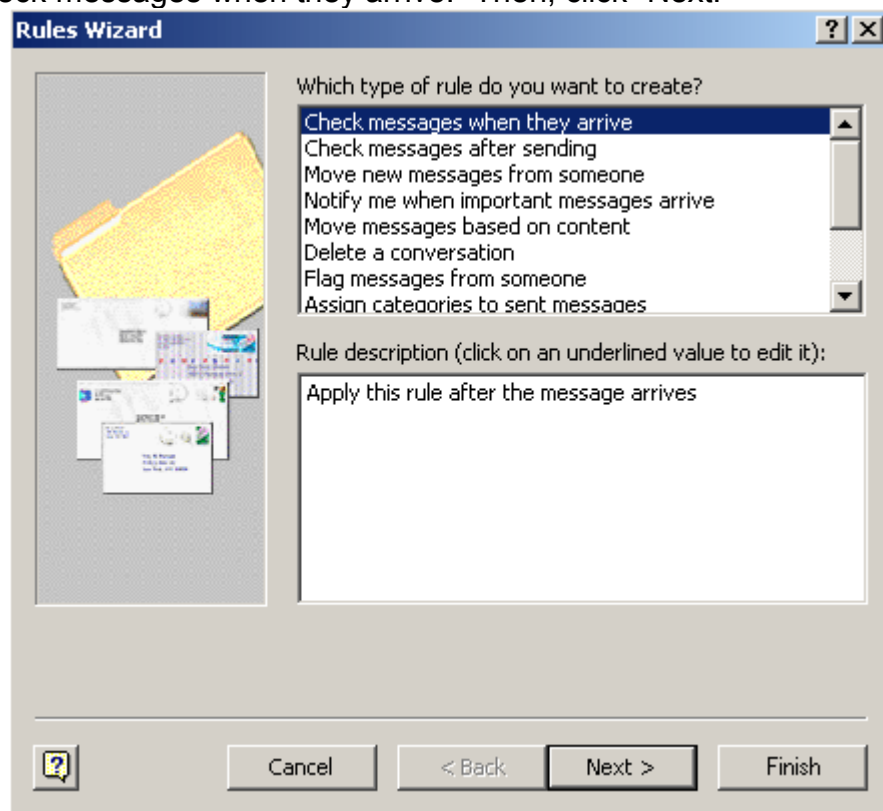 ck messages when they arrive." Then, click "Next."
Rules Wizard
Which type of rule do you want to create?
Check messages when they arrive
Check messages after sending
Move new messages from someone
Notify me when important messages arrive
Move messages based on content
Delete a conversation
Flag messages from someone
Assign categories to sent messages
Rule description (click on an underlined value to edit it):
Apply this rule after the message arrives
Cancel
< Back
Next >
Finish